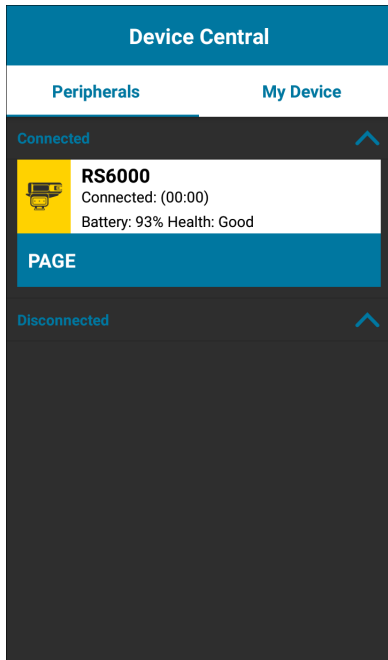 Device Central
Peripherals
My Device
Connected
RS6000
Connected: (00:00)
Battery: 93% Health: Good
PAGE
Disconnected